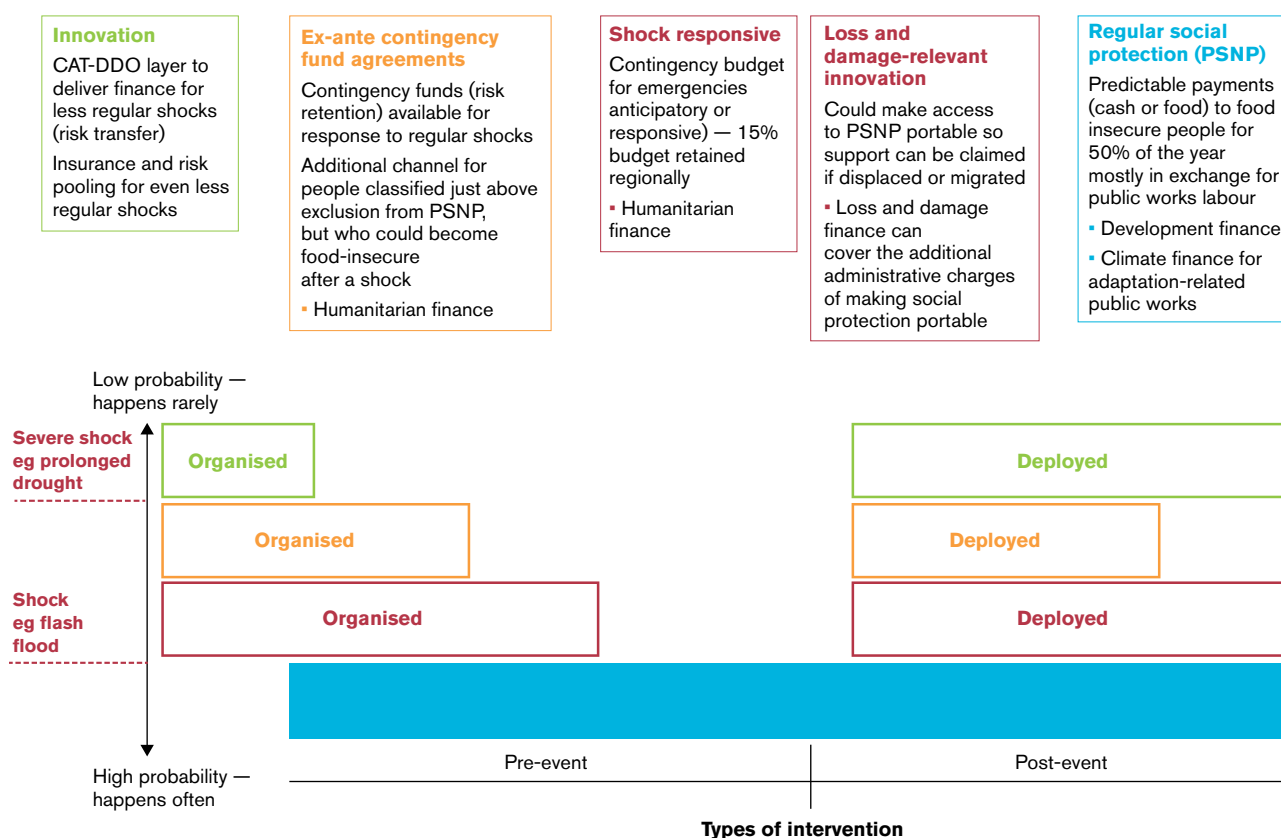 Innovation
CAT-DDO layer to
deliver finance for
less regular shocks
(risk transfer)
Insurance and risk
pooling for even less
regular shocks
Ex-ante contingency
fund agreements
Contingency funds (risk
retention) available for
response to regular shocks
Additional channel for
people classified just above
exclusion from PSNP,
but who could become
food-insecure
after a shock
▪ Humanitarian finance
Shock responsive
Contingency budget
for emergencies
anticipatory or
responsive) — 15%
budget retained
regionally
▪ Humanitarian
finance
Loss and
damage-relevant
innovation
Could make access
to PSNP portable so
support can be claimed
if displaced or migrated
▪ Loss and damage
finance can
cover the additional
administrative charges
of making social
protection portable
Regular social
protection (PSNP)
Predictable payments
(cash or food) to food
insecure people for
50% of the year
mostly in exchange for
public works labour
▪ Development finance
▪ Climate finance for
adaptation-related
public works
Low probability —
happens rarely
Severe shock
eg prolonged
drought
Organised
Deployed
Organised
Deployed
Shock
eg flash
flood
Organised
Deployed
High probability —
happens often
Pre-event
Post-event
Types of intervention